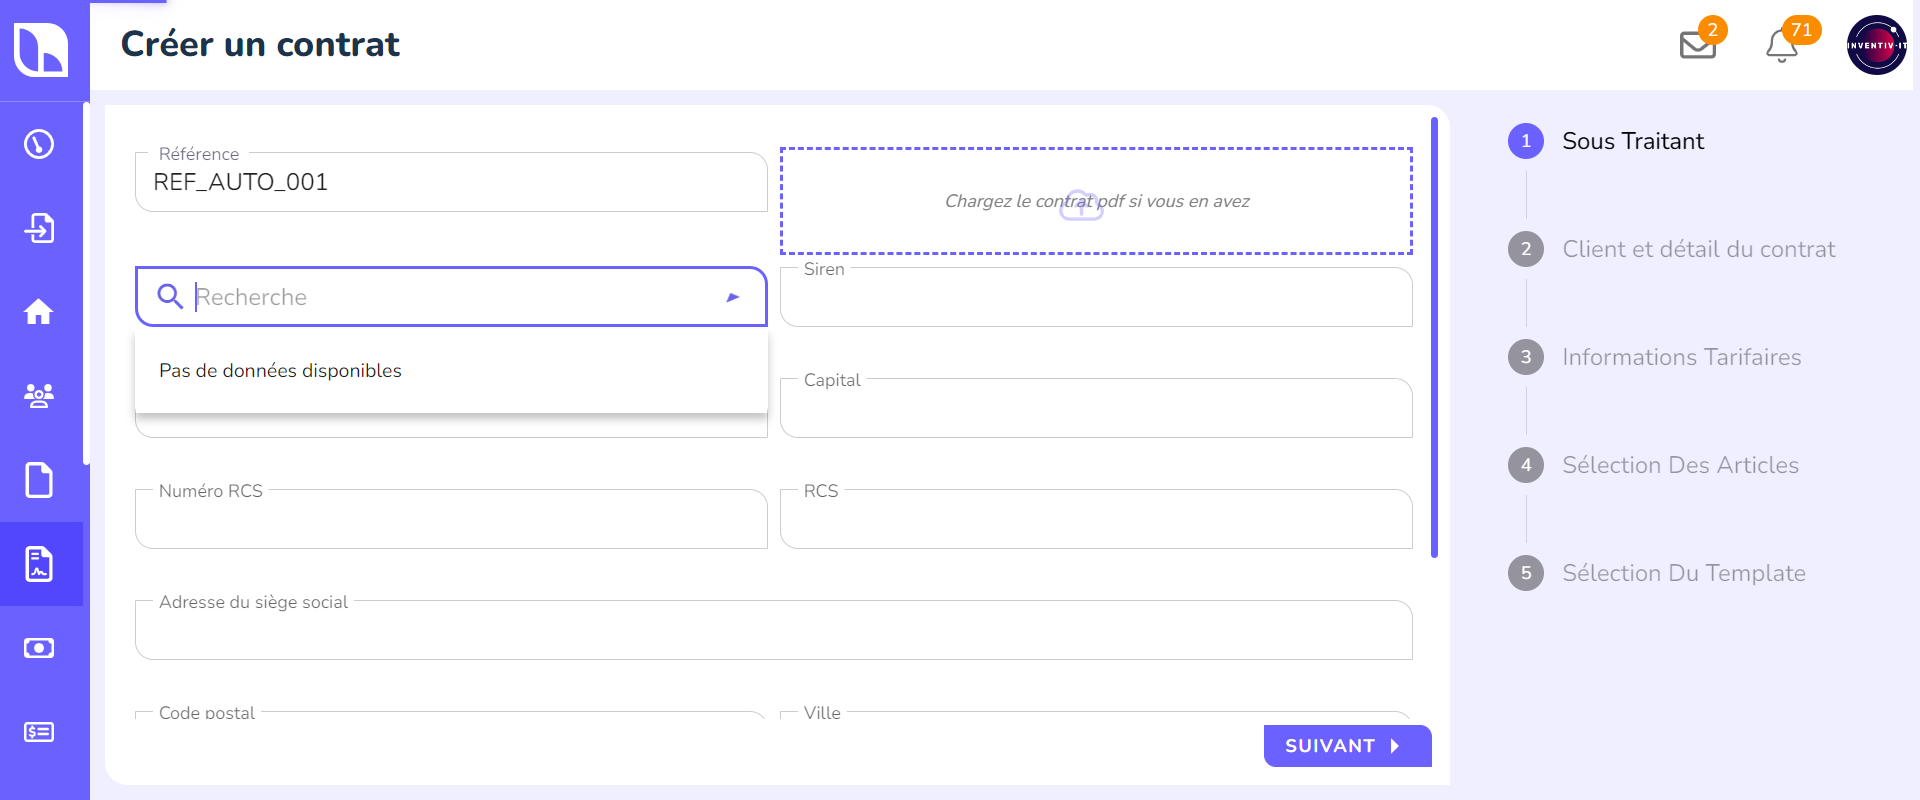 Créer un contrat
2
71
INVENTIV-IT
Référence
REF_AUTO_001
Chargez le contrat pdf si vous en avez
Recherche
Siren
Pas de données disponibles
Capital
Numéro RCS
RCS
Adresse du siège social
Code postal
Ville
SUIVANT
1 Sous Traitant
2 Client et détail du contrat
3 Informations Tarifaires
4 Sélection Des Articles
5 Sélection Du Template